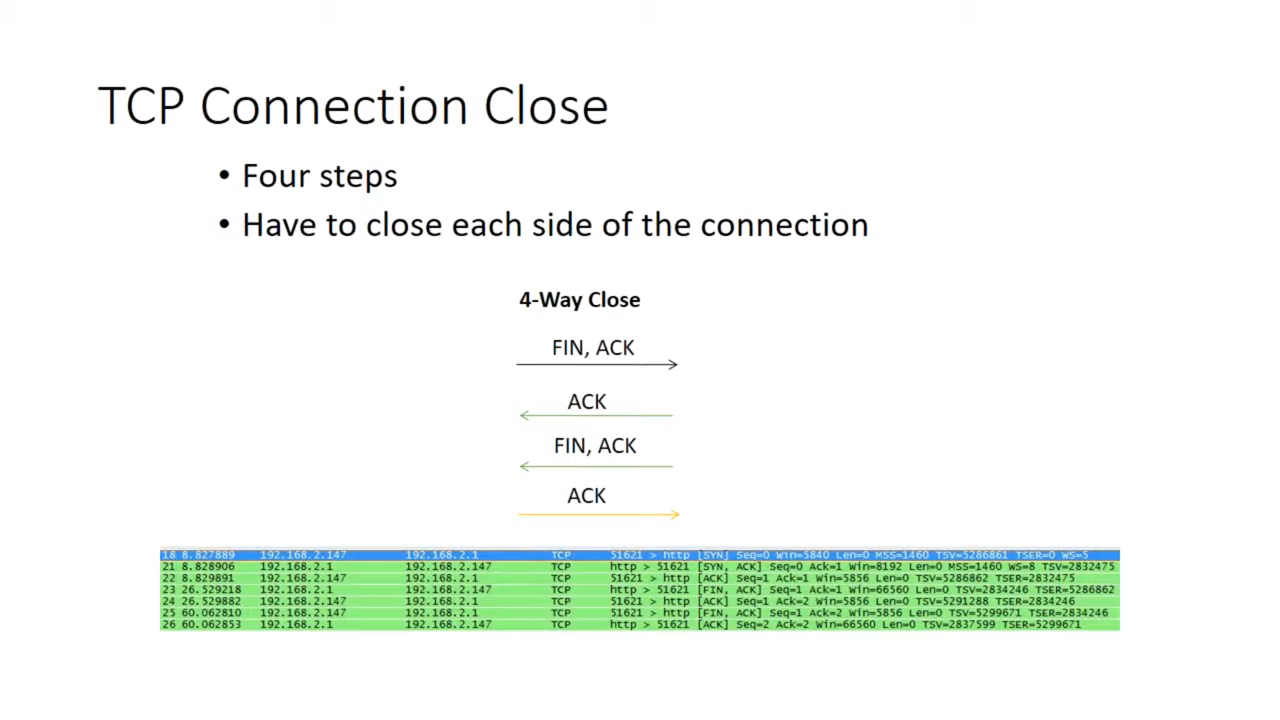 TCP Connection Close
• Four steps
• Have to close each side of the connection
4-Way Close
FIN, ACK
ACK
FIN, ACK
ACK
18 8.827889 192.168.2.147 192.168.2.1 TCP 51621 > http [SYN] Seq=0 Win=5840 Len=0 MSS=1460 TSV=5286861 TSER=0 WS=5
21 8.828906 192.168.2.1 192.168.2.147 TCP http > 51621 [SYN, ACK] Seq=0 Ack=1 Win=8192 Len=0 MSS=1460 WS=8 TSV=2832475
22 8.829891 192.168.2.147 192.168.2.1 TCP 51621 > http [ACK] Seq=1 Ack=1 Win=5856 Len=0 TSV=5286862 TSER=2832475
23 26.529218 192.168.2.1 192.168.2.147 TCP http > 51621 [FIN, ACK] Seq=1 Ack=1 Win=66560 Len=0 TSV=2834246 TSER=5286862
24 26.529882 192.168.2.147 192.168.2.1 TCP 51621 > http [ACK] Seq=1 Ack=2 Win=5856 Len=0 TSV=5291288 TSER=2834246
25 60.062810 192.168.2.147 192.168.2.1 TCP 51621 > http [FIN, ACK] Seq=1 Ack=2 Win=5856 Len=0 TSV=5299671 TSER=2834246
26 60.062853 192.168.2.1 192.168.2.147 TCP http > 51621 [ACK] Seq=2 Ack=2 Win=66560 Len=0 TSV=2837599 TSER=5299671